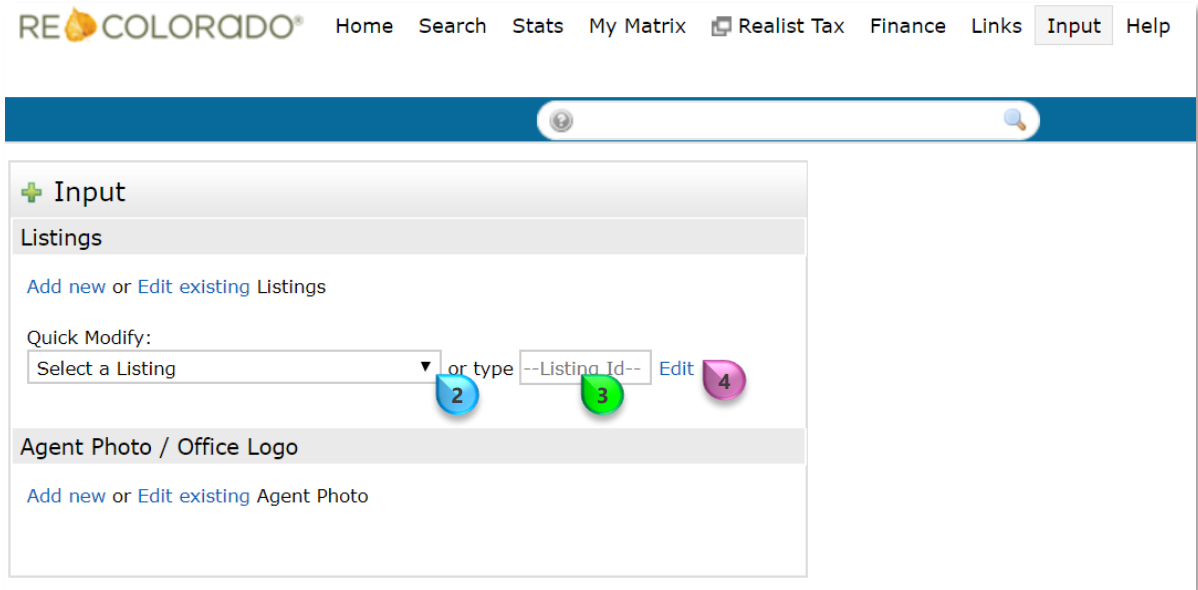 RE COLORADO® Home Search Stats My Matrix Realist Tax Finance Links Input Help
?
Input
Listings
Add new or Edit existing Listings
Quick Modify:
Select a Listing ▼ or type --Listing Id-- Edit
2 3 4
Agent Photo / Office Logo
Add new or Edit existing Agent Photo